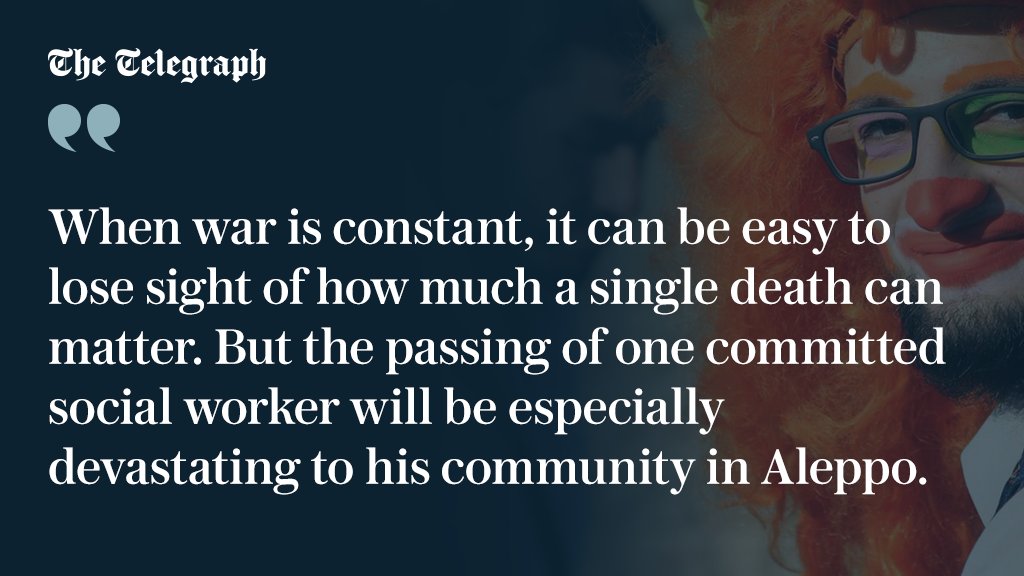 The Telegraph
When war is constant, it can be easy to
lose sight of how much a single death can
matter. But the passing of one committed
social worker will be especially
devastating to his community in Aleppo.